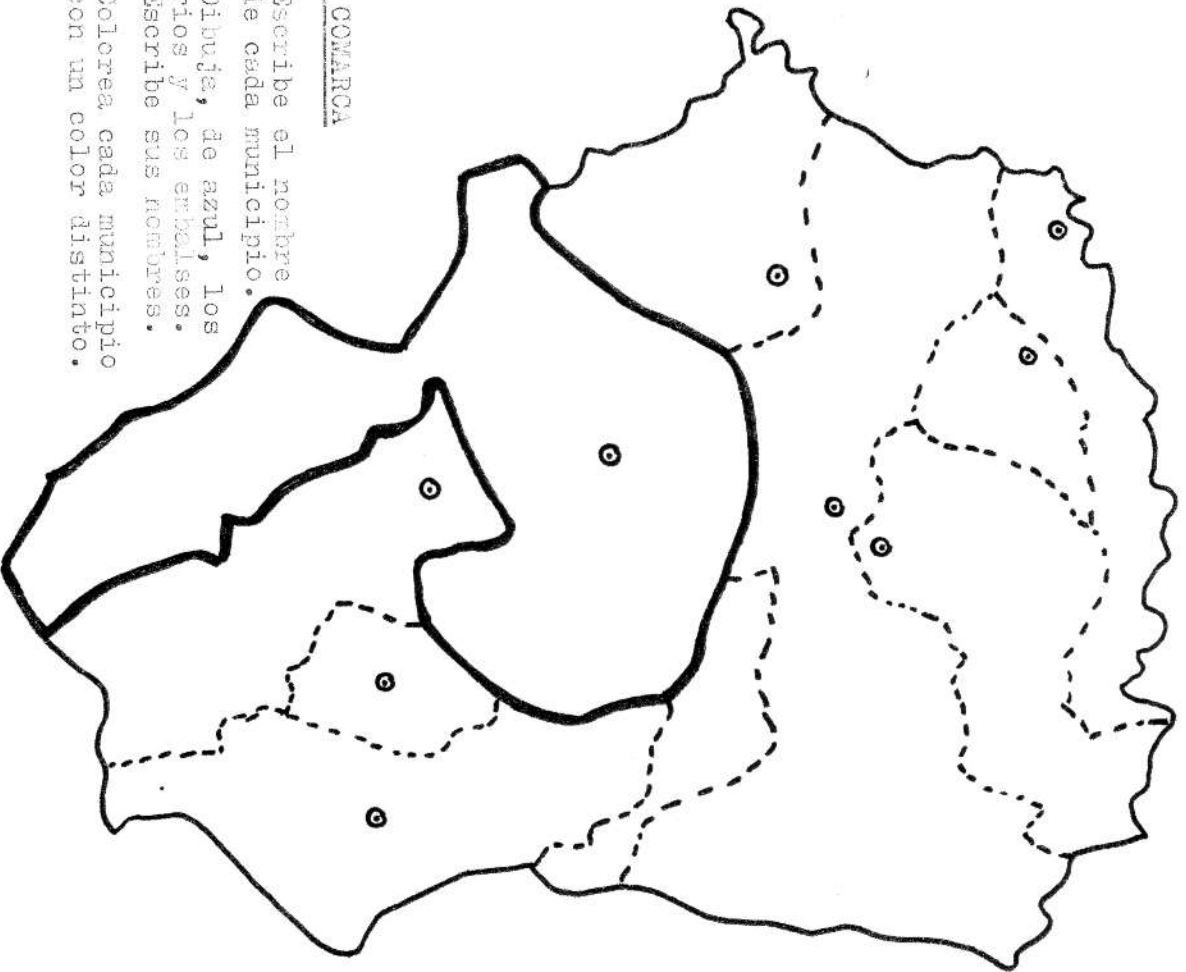 COMARCA
Escribe el nombre
de cada municipio.
Dibuja, de azul, los
rios y los embalses.
Escribe sus nombres.
Colorea cada municipio
con un color distinto.